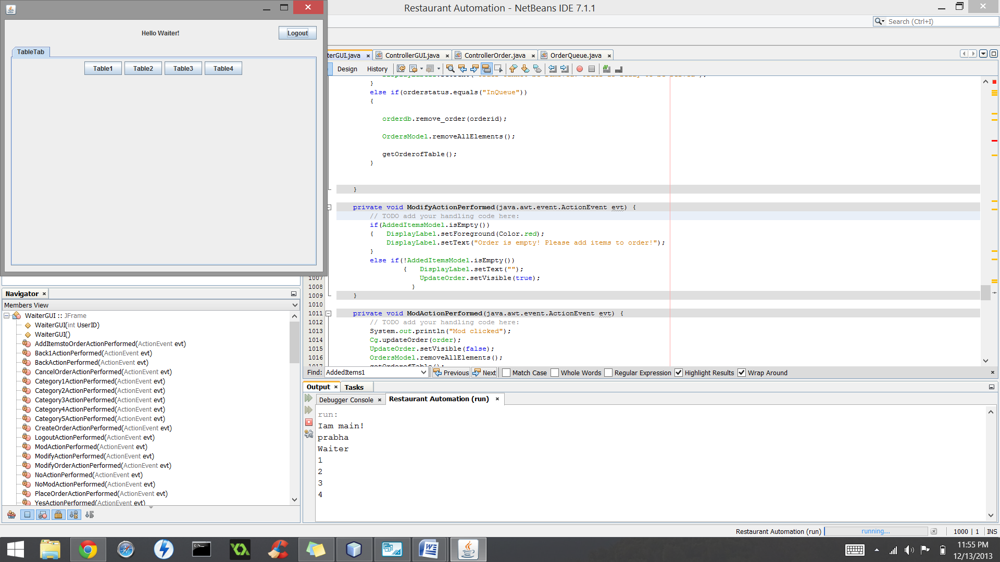 Restaurant Automation - NetBeans IDE 7.1.1
Search (Ctrl+I)
Hello Waiter!
Logout
TableTab
Table1 Table2 Table3 Table4
terGUI.java ControllerGUI.java ControllerOrder.java OrderQueue.java
Design History
}
else if(orderstatus.equals("InQueue"))
{
orderdb.remove_order(orderid);
OrdersModel.removeAllElements();
getOrderofTable();
}
}
private void ModifyActionPerformed(java.awt.event.ActionEvent evt) {
// TODO add your handling code here:
if(AddedItemsModel.isEmpty())
{ DisplayLabel.setForeground(Color.red);
DisplayLabel.setText("Order is empty! Please add items to order!");
}
else if(!AddedItemsModel.isEmpty())
{ DisplayLabel.setText("");
1007 UpdateOrder.setVisible(true);
1008 }
1009 }
1010
1011 private void ModActionPerformed(java.awt.event.ActionEvent evt) {
1012 // TODO add your handling code here:
1013 System.out.println("Mod clicked");
1014 Cg.updateOrder(order);
1015 UpdateOrder.setVisible(false);
1016 OrdersModel.removeAllElements();
1017 getOrderofTable();
Find: AddedItems1 Previous Next Match Case Whole Words Regular Expression Highlight Results Wrap Around
Navigator
Members View
WaiterGUI :: JFrame
WaiterGUI(int UserID)
WaiterGUI()
AddItemstoOrderActionPerformed(ActionEvent evt)
Back1ActionPerformed(ActionEvent evt)
BackActionPerformed(ActionEvent evt)
CancelOrderActionPerformed(ActionEvent evt)
Category1ActionPerformed(ActionEvent evt)
Category2ActionPerformed(ActionEvent evt)
Category3ActionPerformed(ActionEvent evt)
Category4ActionPerformed(ActionEvent evt)
Category5ActionPerformed(ActionEvent evt)
CreateOrderActionPerformed(ActionEvent evt)
LogoutActionPerformed(ActionEvent evt)
ModActionPerformed(ActionEvent evt)
ModifyActionPerformed(ActionEvent evt)
ModifyOrderActionPerformed(ActionEvent evt)
NoActionPerformed(ActionEvent evt)
NoModActionPerformed(ActionEvent evt)
PlaceOrderActionPerformed(ActionEvent evt)
YesActionPerformed(ActionEvent evt)
Output Tasks
Debugger Console Restaurant Automation (run)
run:
Iam main!
prabha
Waiter
1
2
3
4
Restaurant Automation (run) running... 1000 | 1 INS
11:55 PM
12/13/2013